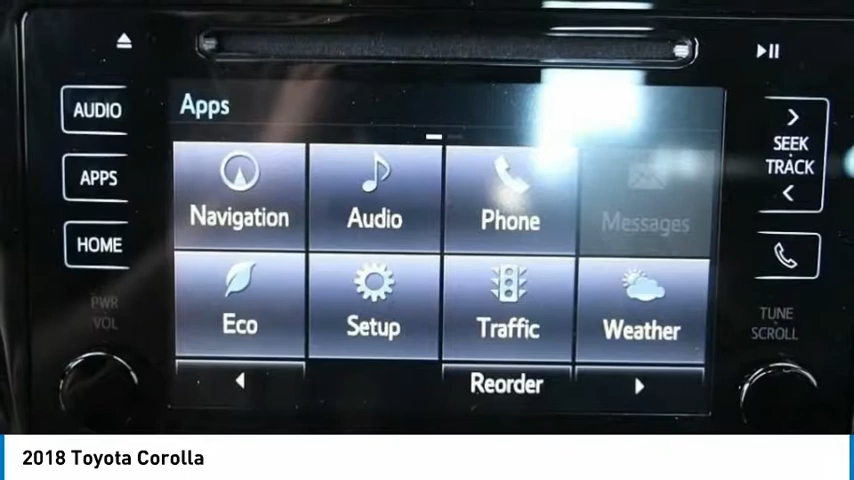 AUDIO
APPS
HOME
PWR
VOL
Apps
Navigation
Audio
Phone
Messages
Eco
Setup
Traffic
Weather
Reorder
SEEK
TRACK
TUNE
SCROLL
2018 Toyota Corolla